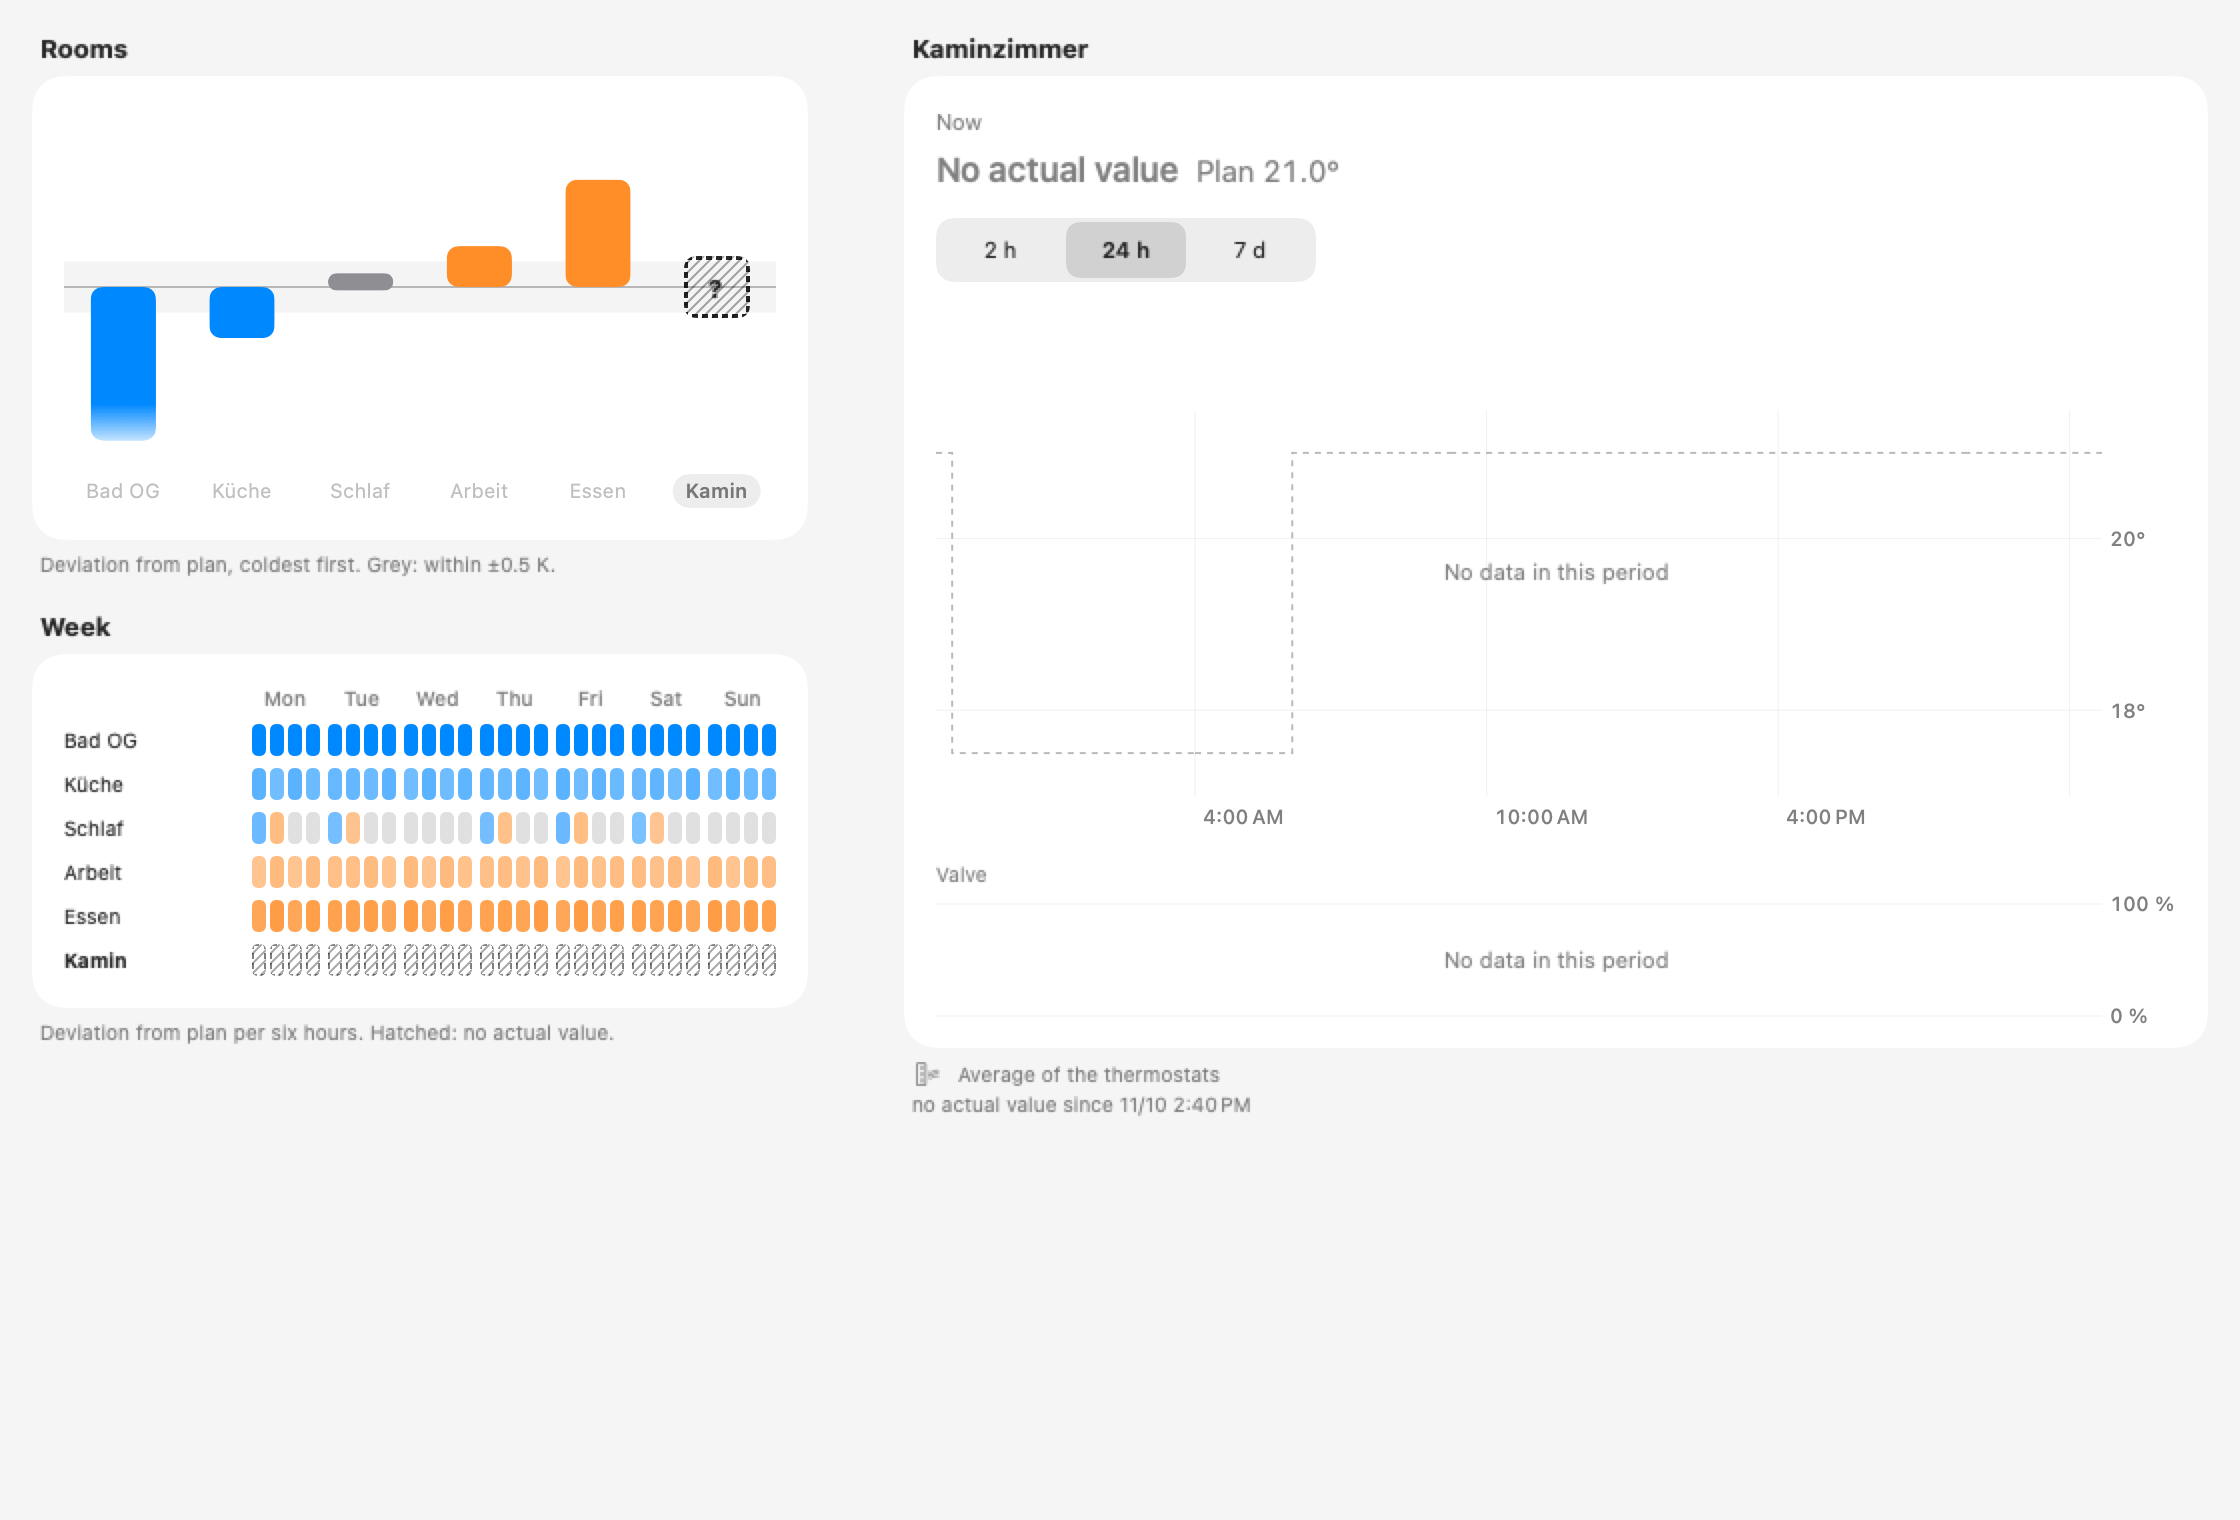 Rooms
?
Bad OG Küche Schlaf Arbeit Essen Kamin
Deviation from plan, coldest first. Grey: within ±0.5 K.
Week
Mon Tue Wed Thu Fri Sat Sun
Bad OG
Küche
Schlaf
Arbeit
Essen
Kamin
Deviation from plan per six hours. Hatched: no actual value.
Kaminzimmer
Now
No actual value Plan 21.0°
2 h 24 h 7 d
20°
No data in this period
18°
4:00 AM 10:00 AM 4:00 PM
Valve
100 %
No data in this period
0 %
Average of the thermostats
no actual value since 11/10 2:40 PM